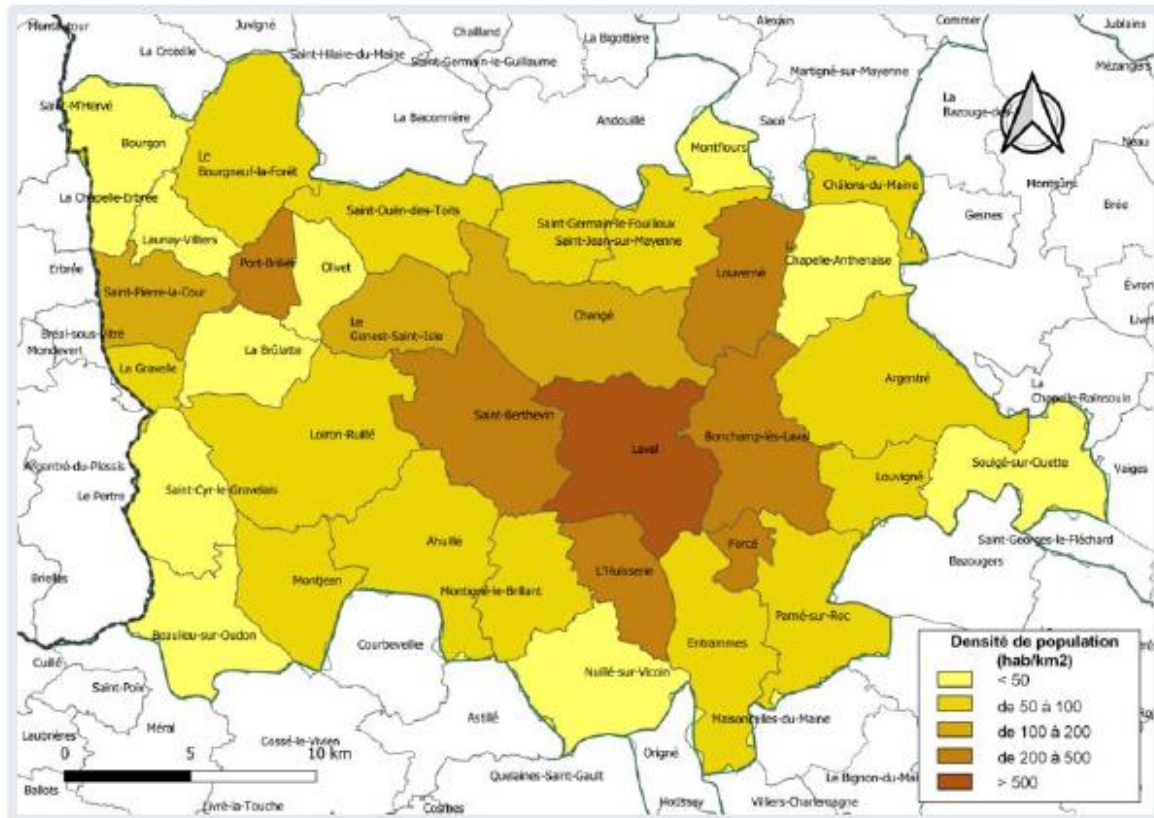 Juvigné
Commer
Alexain
Jublains
La Croixille
Chailland
La Bigottière
Saint-Hilaire-du-Maine
Saint-Germain-le-Guillaume
Mézangers
Martigné-sur-Mayenne
La
Bazouge-des-
Saint-M'Hervé
La Baconnière
Andouillé
Sacé
Neau
Bourgon
Montflours
Le
Bourgneuf-la-Forêt
Châlons-du-Maine
Montsûrs
La Chapelle-Erbrée
Saint-Ouën-des-Toits
Gesnes
Brée
Saint-Germain-le-Fouilloux
Launay-Villiers
Saint-Jean-sur-Mayenne
La
Chapelle-Anthenaise
Erbrée
Port-Brillet
Olivet
Louverné
Évron
Saint-Pierre-la-Cour
Changé
Le
Genest-Saint-Isle
Bréal-sous-Vitré
Mondevert
La Brûlatte
La Gravelle
Argentré
La
Chapelle-Rainsouin
Saint-Berthevin
Loiron-Ruillé
Bonchamp-lès-Laval
Laval
Argentré-du-Plessis
Soulgé-sur-Ouette
Vaiges
Louvigné
Saint-Cyr-le-Gravelais
Le Pertre
Ahuillé
Forcé
Saint-Georges-le-Fléchard
Bazougers
L'Huisserie
Brielles
Montjean
Montigné-le-Brillant
Parné-sur-Roc
Beaulieu-sur-Oudon
Courbeveille
Entrammes
Cuillé
Nuillé-sur-Vicoin
Saint-Poix
Maisoncelles-du-Maine
Astillé
Méral
Laubrières
Cossé-le-Vivien
Origné
Quelaines-Saint-Gault
Le Bignon-du-Mai
Ballots
Livré-la-Touche
Cosmes
Houssay
Villiers-Charlemagne
0 5 10 km
Densité de population
(hab/km2)
< 50
de 50 à 100
de 100 à 200
de 200 à 500
> 500